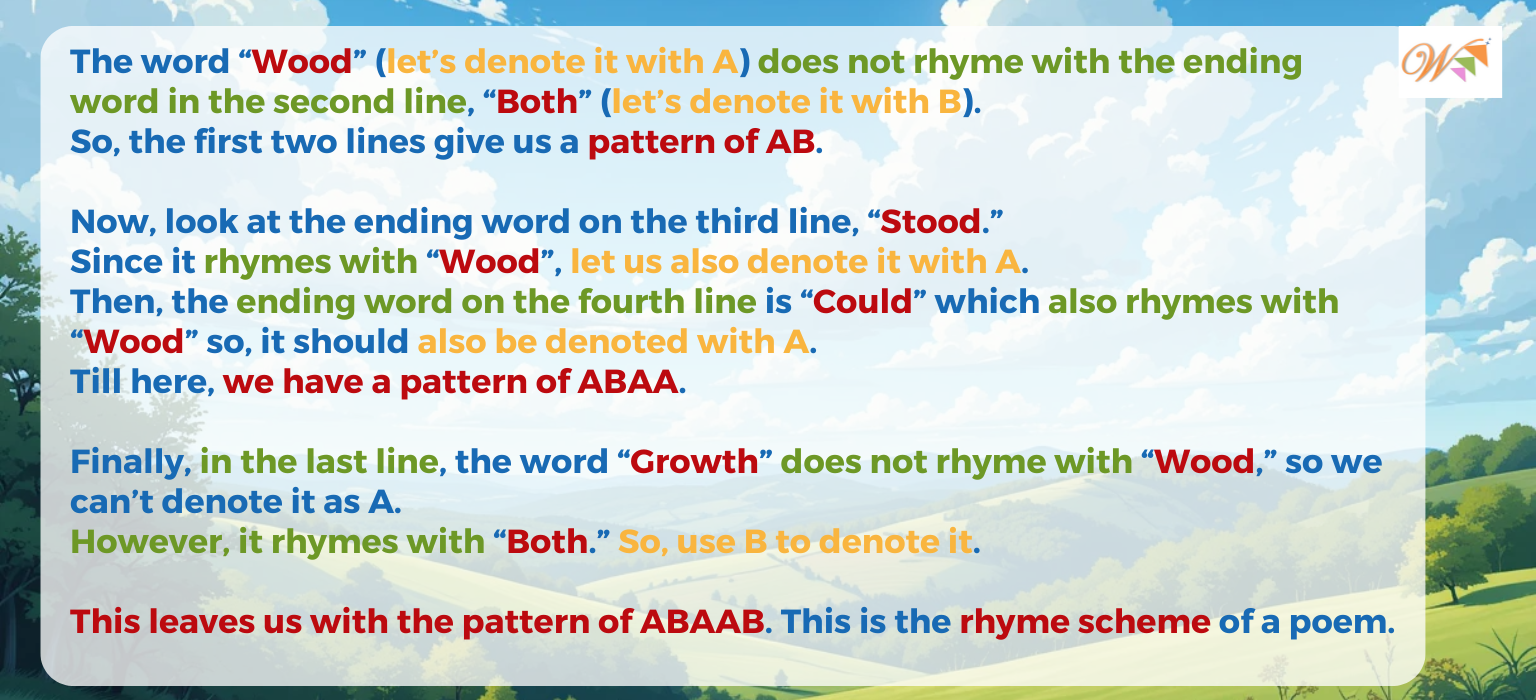 The word “Wood” (let’s denote it with A) does not rhyme with the ending
word in the second line, “Both” (let’s denote it with B).
So, the first two lines give us a pattern of AB.
Now, look at the ending word on the third line, “Stood.”
Since it rhymes with “Wood”, let us also denote it with A.
Then, the ending word on the fourth line is “Could” which also rhymes with
“Wood” so, it should also be denoted with A.
Till here, we have a pattern of ABAA.
Finally, in the last line, the word “Growth” does not rhyme with “Wood,” so we
can’t denote it as A.
However, it rhymes with “Both.” So, use B to denote it.
This leaves us with the pattern of ABAAB. This is the rhyme scheme of a poem.
W